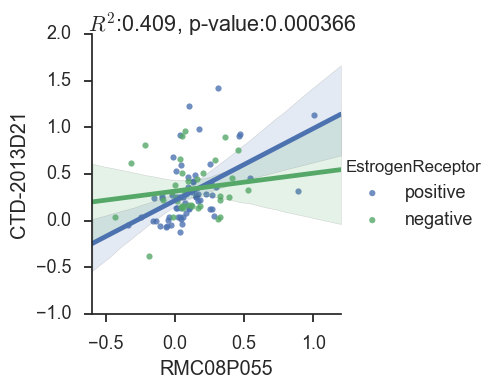 R²:0.409, p-value:0.000366
2.0
1.5
1.0
0.5
0.0
−0.5
−1.0
CTD-2013D21
−0.5 0.0 0.5 1.0
RMC08P055
EstrogenReceptor
positive
negative